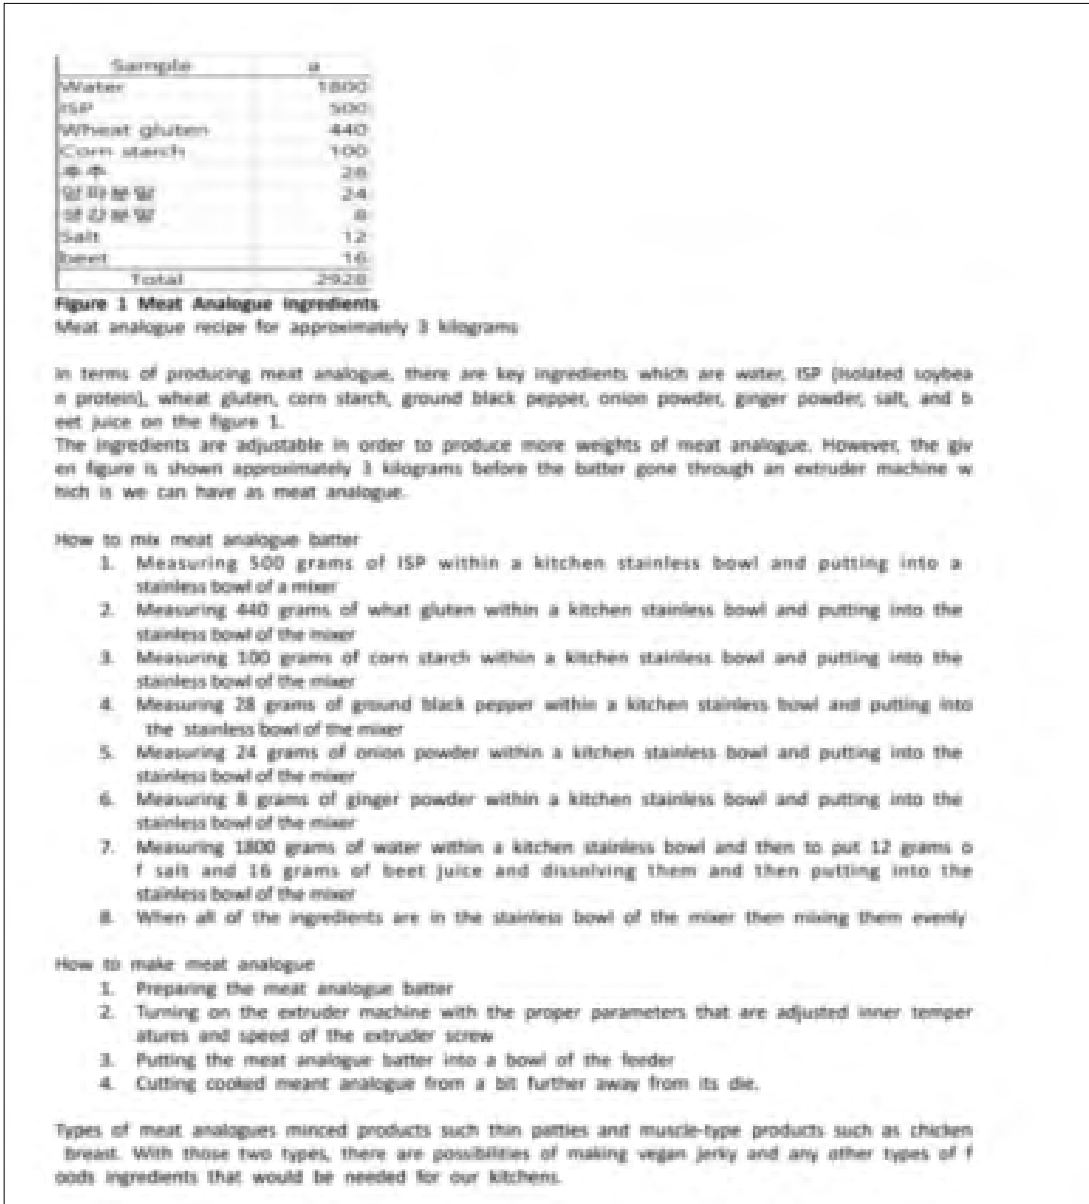 Sample a
Water 1800
ISP 500
Wheat gluten 440
Corn starch 100
후추 28
양파분말 24
생강분말 8
Salt 12
beet 16
Total 2928
Figure 1 Meat Analogue Ingredients
Meat analogue recipe for approximately 3 kilograms
In terms of producing meat analogue, there are key ingredients which are water, ISP (Isolated soybea
n protein), wheat gluten, corn starch, ground black pepper, onion powder, ginger powder, salt, and b
eet juice on the figure 1.
The ingredients are adjustable in order to produce more weights of meat analogue. However, the giv
en figure is shown approximately 3 kilograms before the batter gone through an extruder machine w
hich is we can have as meat analogue.
How to mix meat analogue batter
1. Measuring 500 grams of ISP within a kitchen stainless bowl and putting into a
stainless bowl of a mixer
2. Measuring 440 grams of what gluten within a kitchen stainless bowl and putting into the
stainless bowl of the mixer
3. Measuring 100 grams of corn starch within a kitchen stainless bowl and putting into the
stainless bowl of the mixer
4. Measuring 28 grams of ground black pepper within a kitchen stainless bowl and putting into
the stainless bowl of the mixer
5. Measuring 24 grams of onion powder within a kitchen stainless bowl and putting into the
stainless bowl of the mixer
6. Measuring 8 grams of ginger powder within a kitchen stainless bowl and putting into the
stainless bowl of the mixer
7. Measuring 1800 grams of water within a kitchen stainless bowl and then to put 12 grams o
f salt and 16 grams of beet juice and dissolving them and then putting into the
stainless bowl of the mixer
8. When all of the ingredients are in the stainless bowl of the mixer then mixing them evenly
How to make meat analogue
1. Preparing the meat analogue batter
2. Turning on the extruder machine with the proper parameters that are adjusted inner temper
atures and speed of the extruder screw
3. Putting the meat analogue batter into a bowl of the feeder
4. Cutting cooked meant analogue from a bit further away from its die.
Types of meat analogues minced products such thin patties and muscle-type products such as chicken
breast. With those two types, there are possibilities of making vegan jerky and any other types of f
oods ingredients that would be needed for our kitchens.